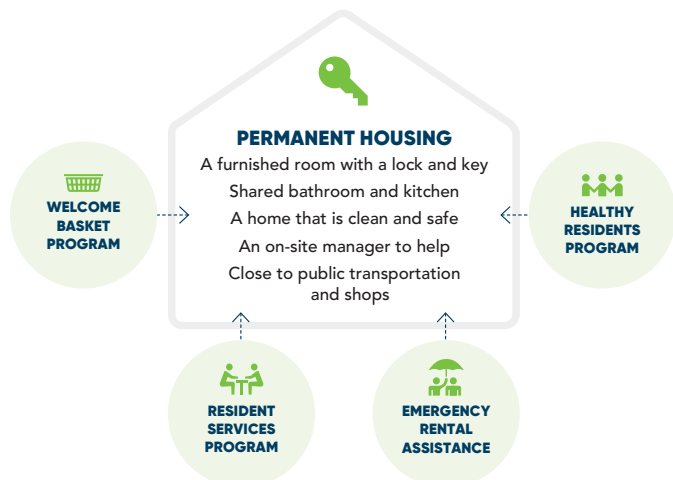 PERMANENT HOUSING
A furnished room with a lock and key
Shared bathroom and kitchen
A home that is clean and safe
An on-site manager to help
Close to public transportation
and shops
WELCOME
BASKET
PROGRAM
HEALTHY
RESIDENTS
PROGRAM
RESIDENT
SERVICES
PROGRAM
EMERGENCY
RENTAL
ASSISTANCE